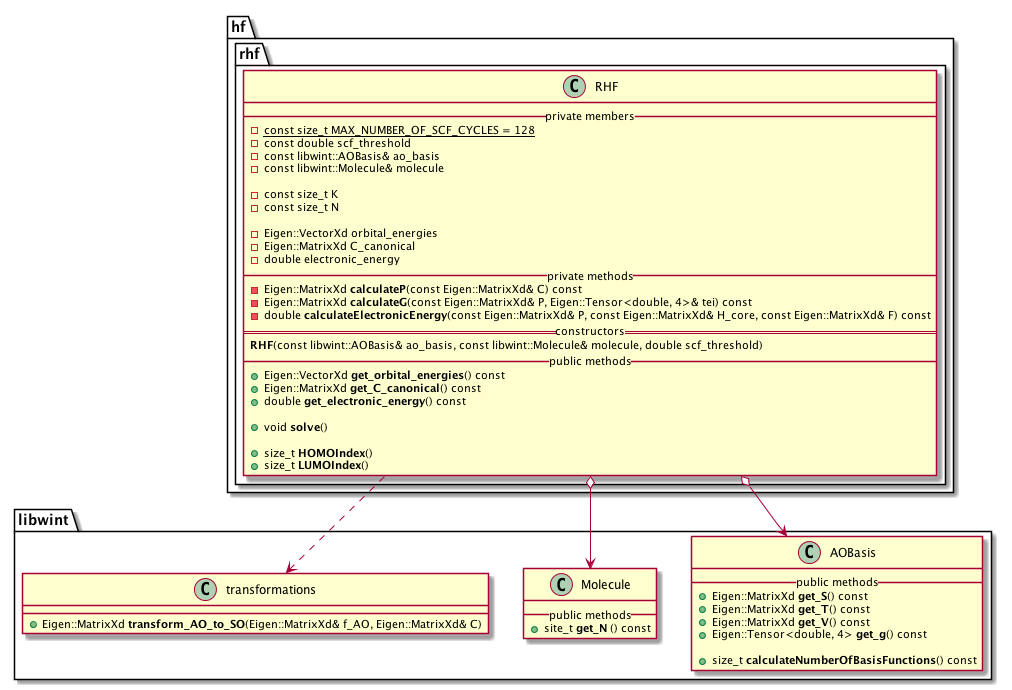 hf
rhf
C RHF
private members
const size_t MAX_NUMBER_OF_SCF_CYCLES = 128
const double scf_threshold
const libwint::AOBasis& ao_basis
const libwint::Molecule& molecule
const size_t K
const size_t N
Eigen::VectorXd orbital_energies
Eigen::MatrixXd C_canonical
double electronic_energy
private methods
Eigen::MatrixXd calculateP(const Eigen::MatrixXd& C) const
Eigen::MatrixXd calculateG(const Eigen::MatrixXd& P, Eigen::Tensor<double, 4>& tei) const
double calculateElectronicEnergy(const Eigen::MatrixXd& P, const Eigen::MatrixXd& H_core, const Eigen::MatrixXd& F) const
constructors
RHF(const libwint::AOBasis& ao_basis, const libwint::Molecule& molecule, double scf_threshold)
public methods
Eigen::VectorXd get_orbital_energies() const
Eigen::MatrixXd get_C_canonical() const
double get_electronic_energy() const
void solve()
size_t HOMOIndex()
size_t LUMOIndex()
libwint
C transformations
Eigen::MatrixXd transform_AO_to_SO(Eigen::MatrixXd& f_AO, Eigen::MatrixXd& C)
C Molecule
public methods
site_t get_N () const
C AOBasis
public methods
Eigen::MatrixXd get_S() const
Eigen::MatrixXd get_T() const
Eigen::MatrixXd get_V() const
Eigen::Tensor<double, 4> get_g() const
size_t calculateNumberOfBasisFunctions() const